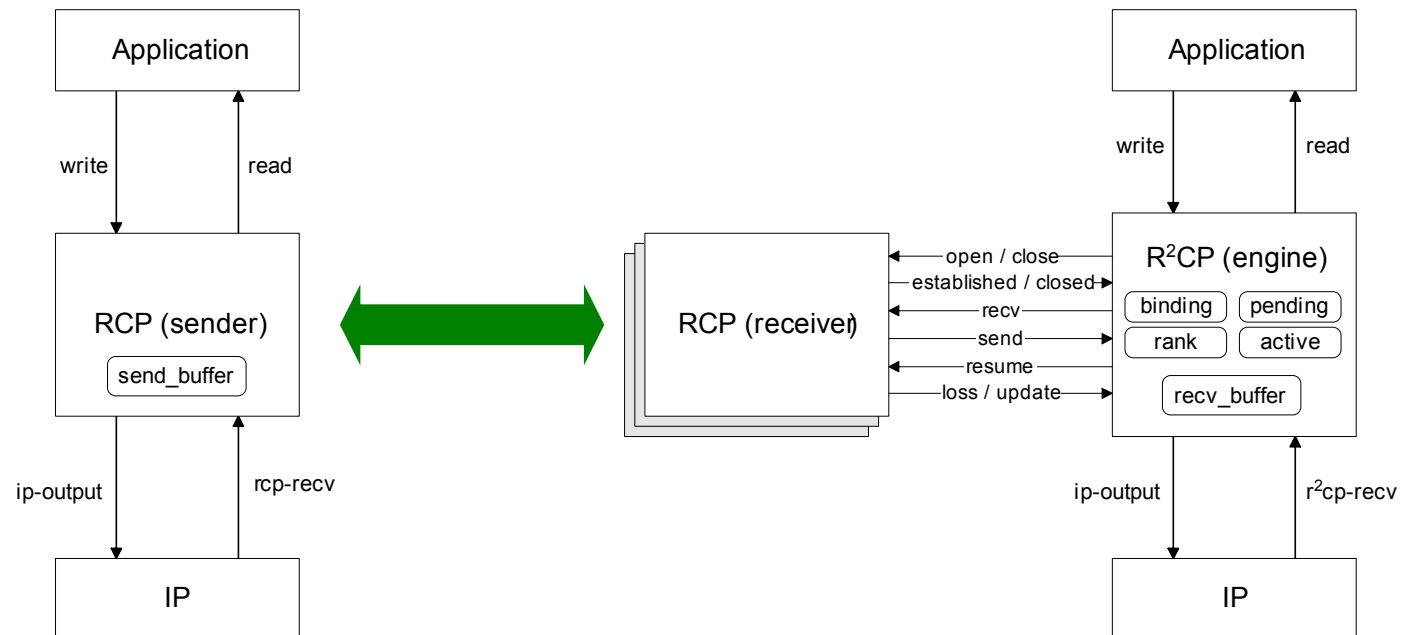 Application
Application
write
read
write
read
RCP (sender)
send_buffer
RCP (receiver)
open / close
established / closed
recv
send
resume
loss / update
R²CP (engine)
binding
pending
rank
active
recv_buffer
ip-output
rcp-recv
ip-output
r²cp-recv
IP
IP